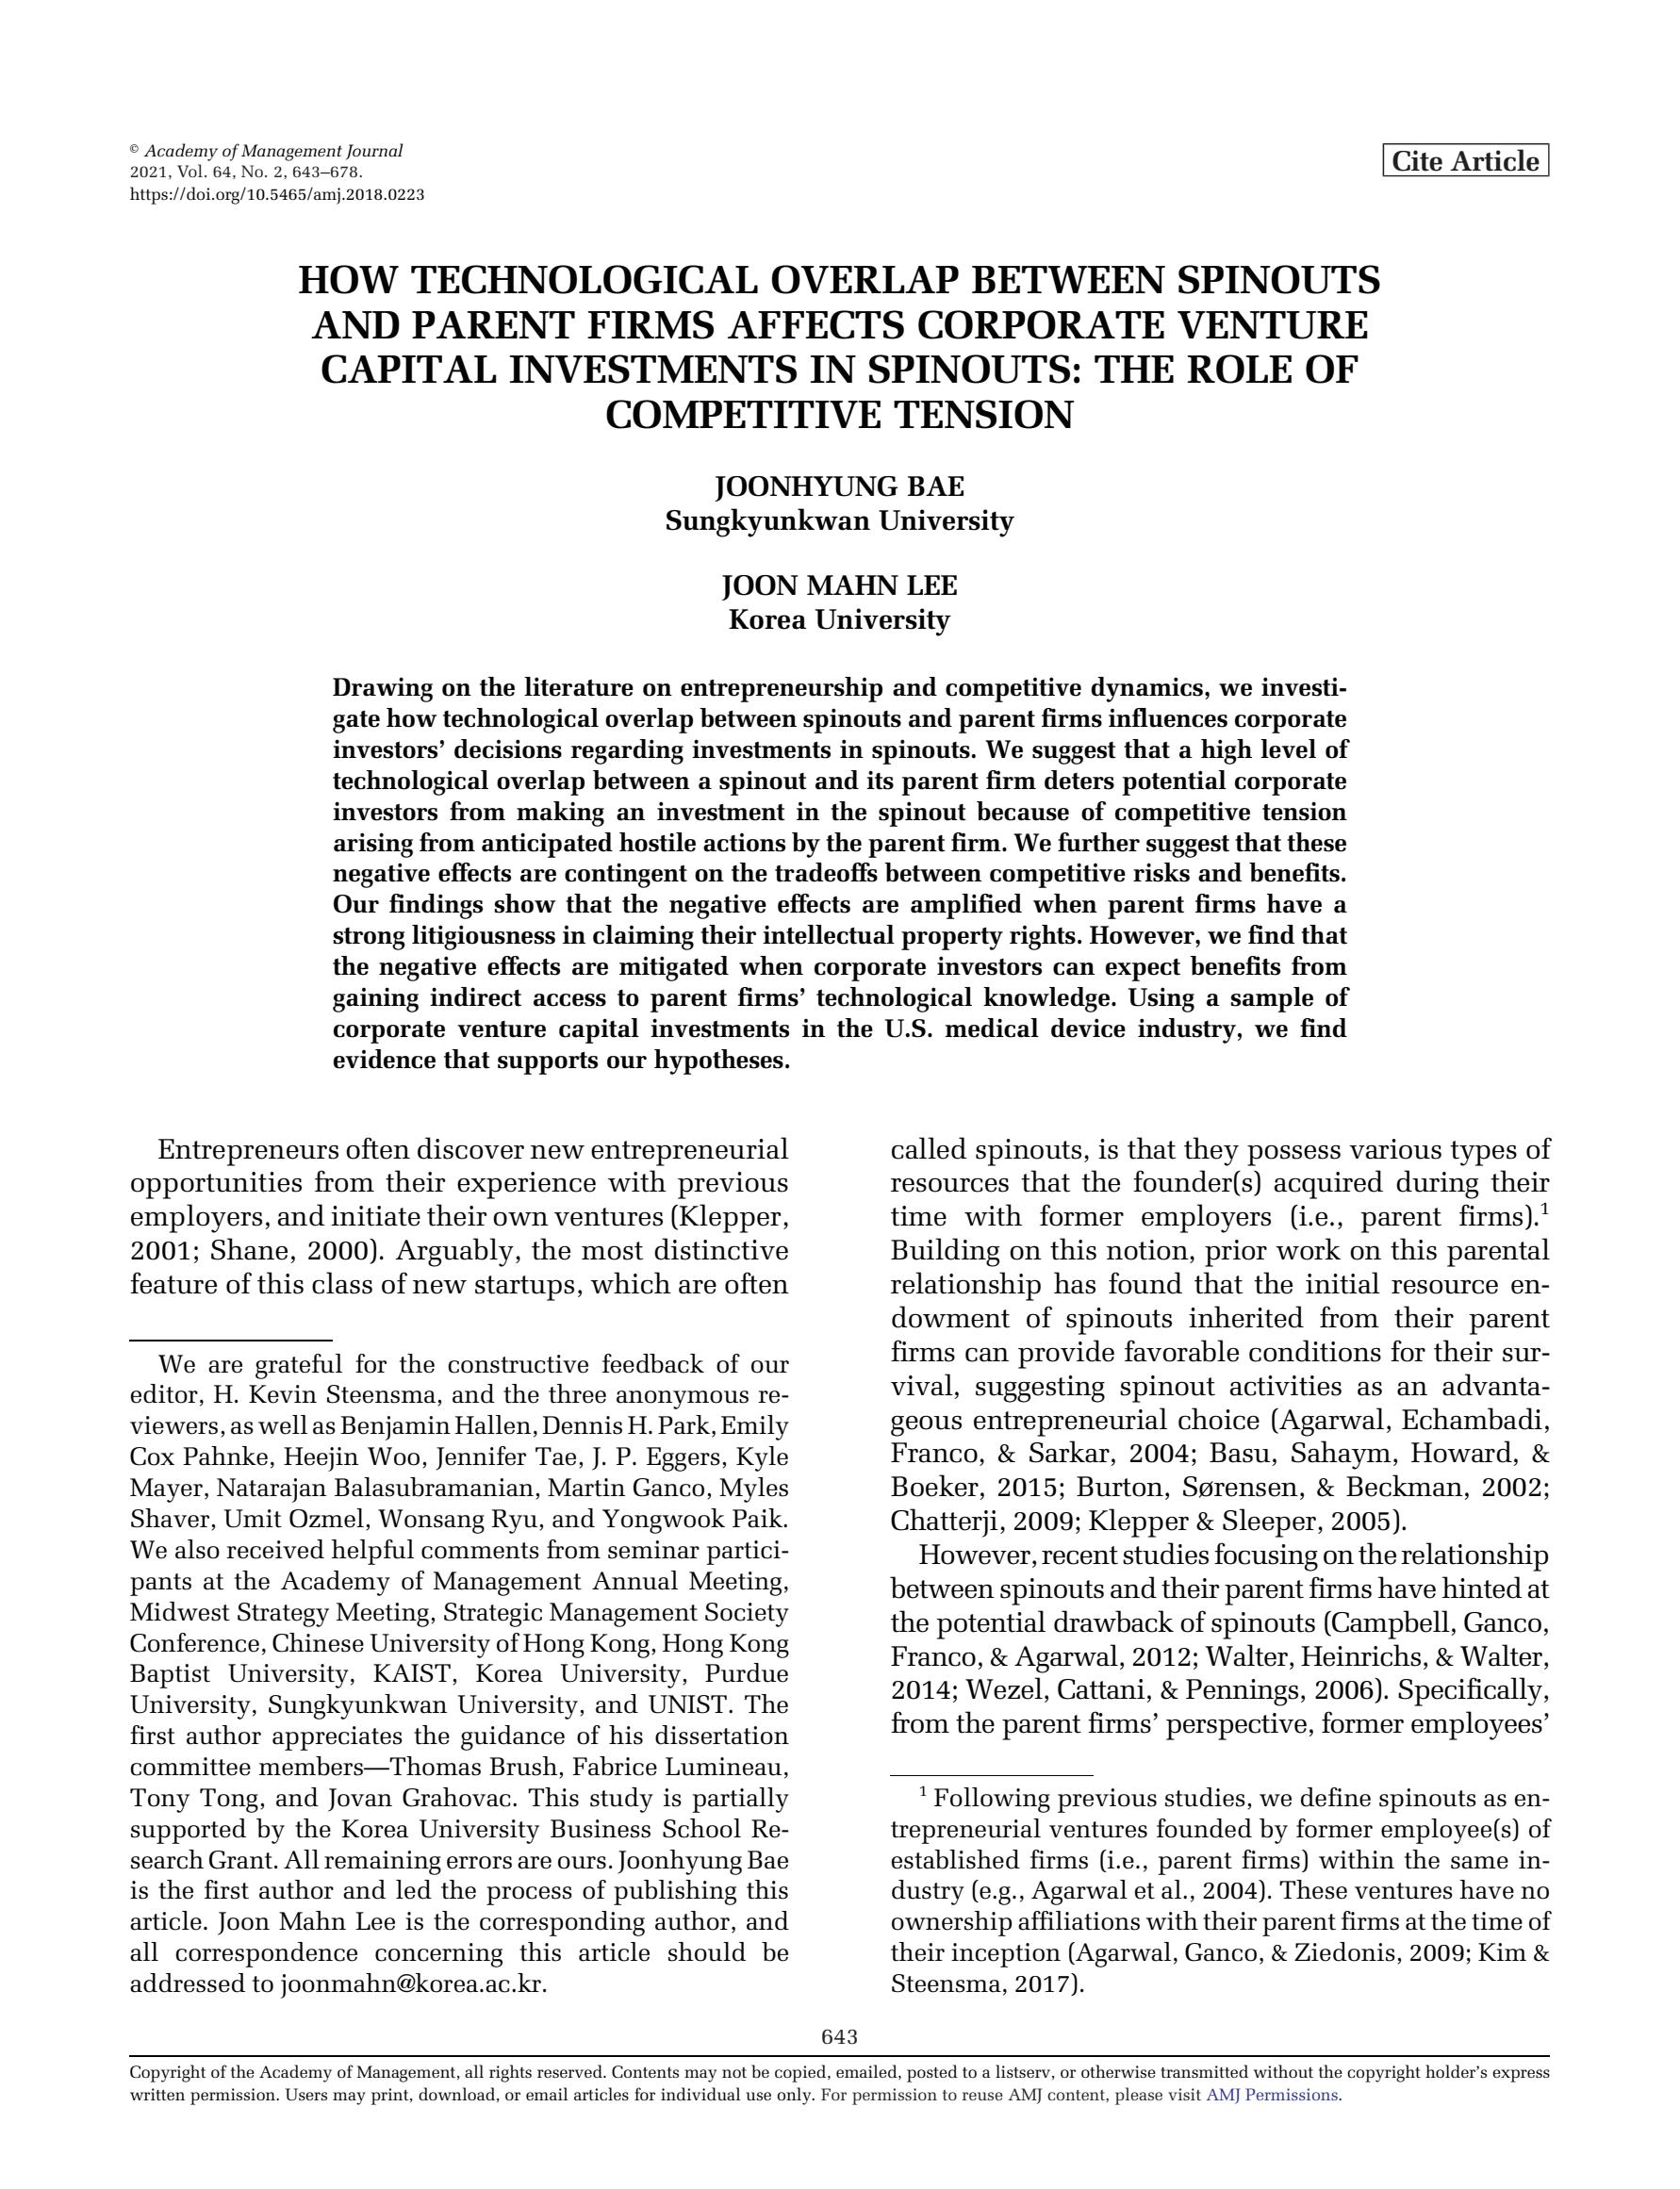 © Academy of Management Journal
2021, Vol. 64, No. 2, 643–678.
https://doi.org/10.5465/amj.2018.0223
Cite Article
HOW TECHNOLOGICAL OVERLAP BETWEEN SPINOUTS
AND PARENT FIRMS AFFECTS CORPORATE VENTURE
CAPITAL INVESTMENTS IN SPINOUTS: THE ROLE OF
COMPETITIVE TENSION
JOONHYUNG BAE
Sungkyunkwan University
JOON MAHN LEE
Korea University
Drawing on the literature on entrepreneurship and competitive dynamics, we investi-
gate how technological overlap between spinouts and parent firms influences corporate
investors’ decisions regarding investments in spinouts. We suggest that a high level of
technological overlap between a spinout and its parent firm deters potential corporate
investors from making an investment in the spinout because of competitive tension
arising from anticipated hostile actions by the parent firm. We further suggest that these
negative effects are contingent on the tradeoffs between competitive risks and benefits.
Our findings show that the negative effects are amplified when parent firms have a
strong litigiousness in claiming their intellectual property rights. However, we find that
the negative effects are mitigated when corporate investors can expect benefits from
gaining indirect access to parent firms’ technological knowledge. Using a sample of
corporate venture capital investments in the U.S. medical device industry, we find
evidence that supports our hypotheses.
Entrepreneurs often discover new entrepreneurial
opportunities from their experience with previous
employers, and initiate their own ventures (Klepper,
2001; Shane, 2000). Arguably, the most distinctive
feature of this class of new startups, which are often
We are grateful for the constructive feedback of our
editor, H. Kevin Steensma, and the three anonymous re-
viewers, as well as Benjamin Hallen, Dennis H. Park, Emily
Cox Pahnke, Heejin Woo, Jennifer Tae, J. P. Eggers, Kyle
Mayer, Natarajan Balasubramanian, Martin Ganco, Myles
Shaver, Umit Ozmel, Wonsang Ryu, and Yongwook Paik.
We also received helpful comments from seminar partici-
pants at the Academy of Management Annual Meeting,
Midwest Strategy Meeting, Strategic Management Society
Conference, Chinese University of Hong Kong, Hong Kong
Baptist University, KAIST, Korea University, Purdue
University, Sungkyunkwan University, and UNIST. The
first author appreciates the guidance of his dissertation
committee members—Thomas Brush, Fabrice Lumineau,
Tony Tong, and Jovan Grahovac. This study is partially
supported by the Korea University Business School Re-
search Grant. All remaining errors are ours. Joonhyung Bae
is the first author and led the process of publishing this
article. Joon Mahn Lee is the corresponding author, and
all correspondence concerning this article should be
addressed to joonmahn@korea.ac.kr.
called spinouts, is that they possess various types of
resources that the founder(s) acquired during their
time with former employers (i.e., parent firms).1
Building on this notion, prior work on this parental
relationship has found that the initial resource en-
dowment of spinouts inherited from their parent
firms can provide favorable conditions for their sur-
vival, suggesting spinout activities as an advanta-
geous entrepreneurial choice (Agarwal, Echambadi,
Franco, & Sarkar, 2004; Basu, Sahaym, Howard, &
Boeker, 2015; Burton, Sørensen, & Beckman, 2002;
Chatterji, 2009; Klepper & Sleeper, 2005).
However, recent studies focusing on the relationship
between spinouts and their parent firms have hinted at
the potential drawback of spinouts (Campbell, Ganco,
Franco, & Agarwal, 2012; Walter, Heinrichs, & Walter,
2014; Wezel, Cattani, & Pennings, 2006). Specifically,
from the parent firms’ perspective, former employees’
1 Following previous studies, we define spinouts as en-
trepreneurial ventures founded by former employee(s) of
established firms (i.e., parent firms) within the same in-
dustry (e.g., Agarwal et al., 2004). These ventures have no
ownership affiliations with their parent firms at the time of
their inception (Agarwal, Ganco, & Ziedonis, 2009; Kim &
Steensma, 2017).
643
Copyright of the Academy of Management, all rights reserved. Contents may not be copied, emailed, posted to a listserv, or otherwise transmitted without the copyright holder’s express
written permission. Users may print, download, or email articles for individual use only. For permission to reuse AMJ content, please visit AMJ Permissions.